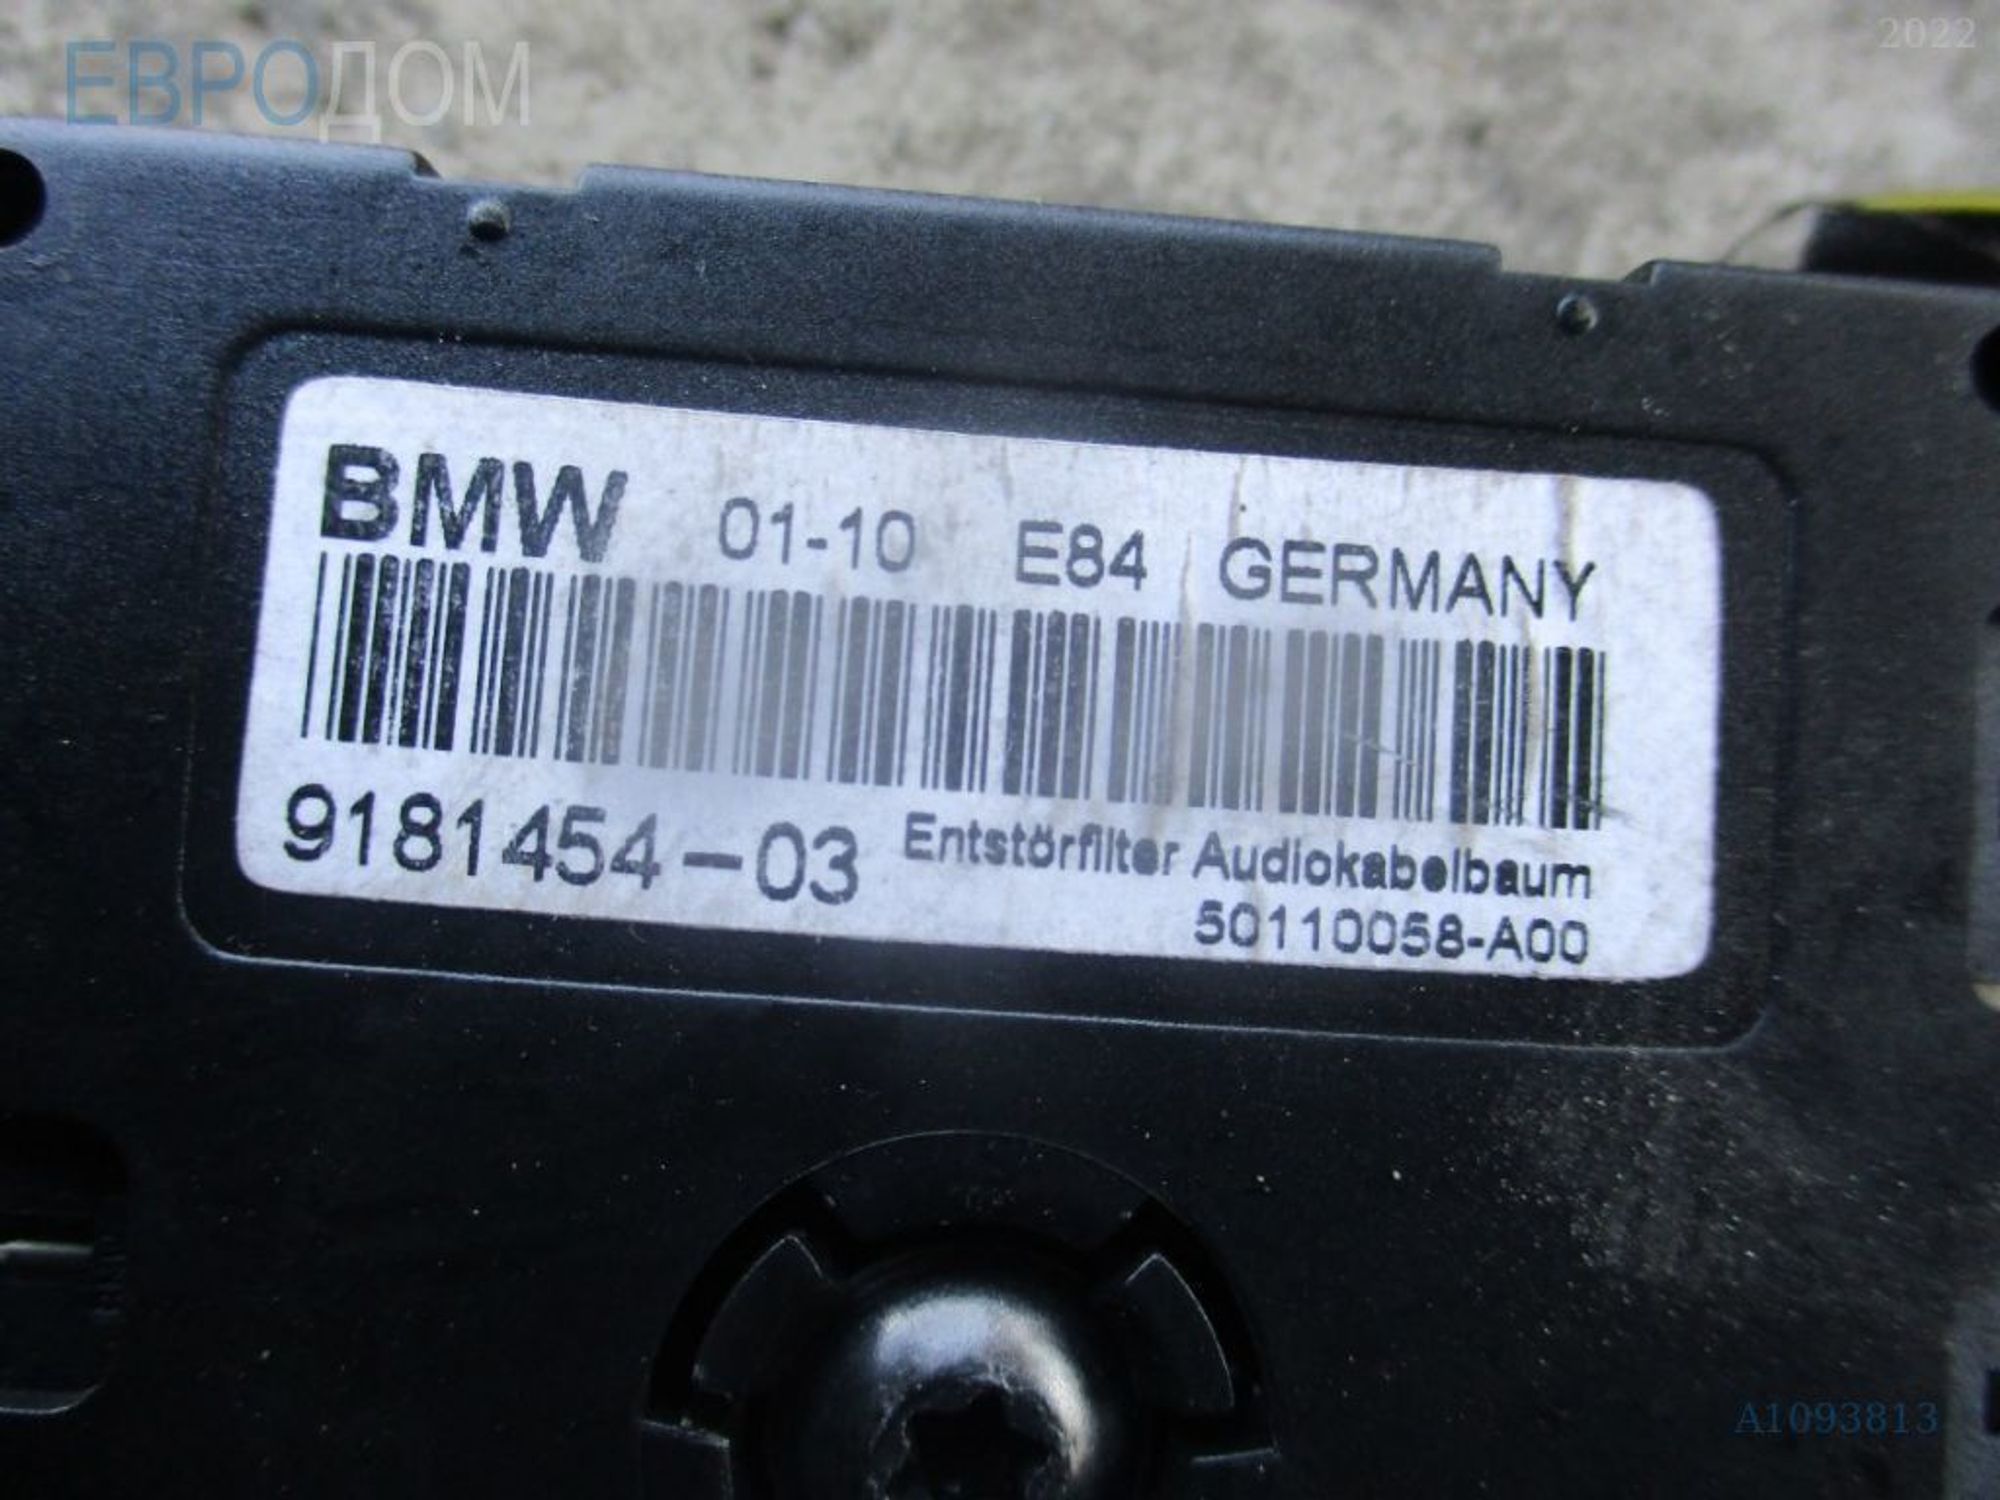 ЕВРОДОМ
2022
BMW 01-10 E84 GERMANY
9181454-03 Entstörfilter Audiokabelbaum
50110058-A00
A1093813